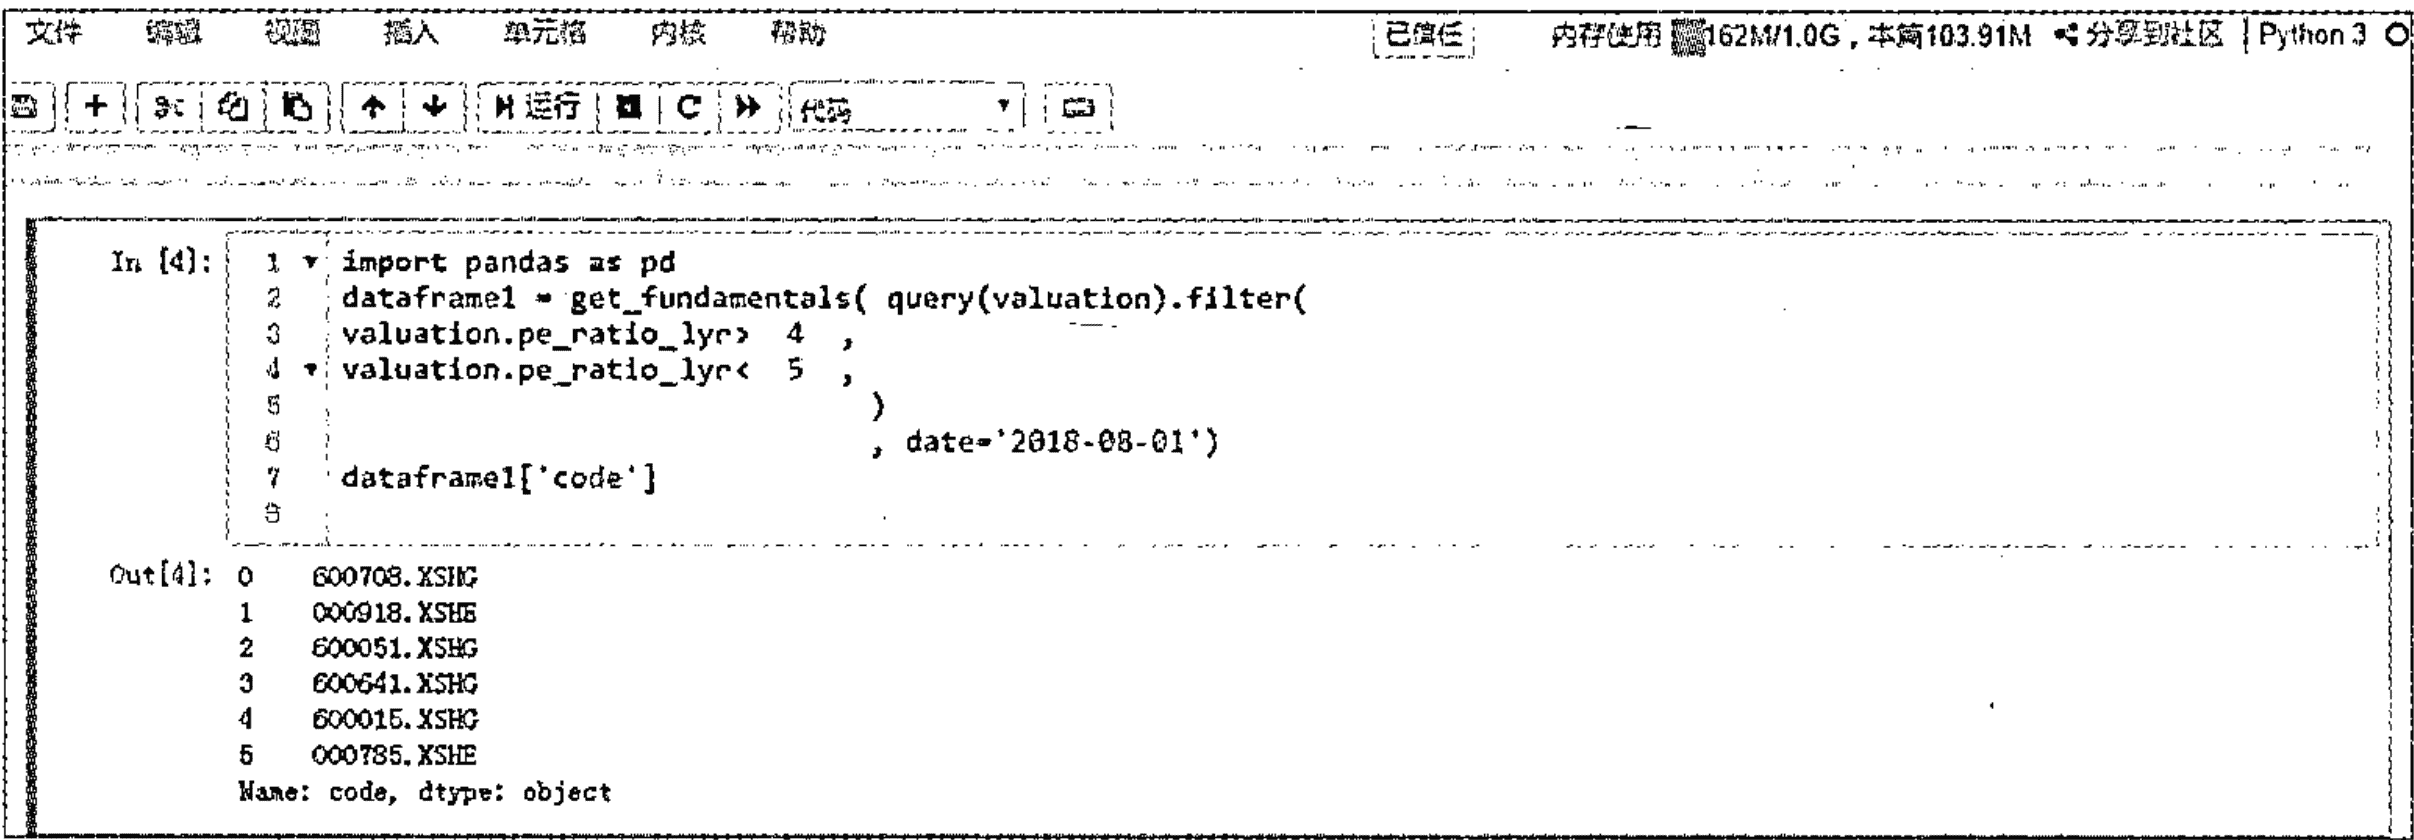 文件 编辑 视图 插入 单元格 内核 帮助 已信任 内存使用 162M/1.0G , 本篇103.91M 分享到社区 Python 3
运行 代码
In [4]:
1 import pandas as pd
2 dataframe1 = get_fundamentals( query(valuation).filter(
3 valuation.pe_ratio_lyr> 4 ,
4 valuation.pe_ratio_lyr< 5 ,
5 )
6 , date='2018-08-01')
7 dataframe1['code']
8
Out[4]: 0 600708.XSHG
1 000918.XSHE
2 600051.XSHG
3 600641.XSHG
4 600015.XSHG
5 000785.XSHE
Name: code, dtype: object